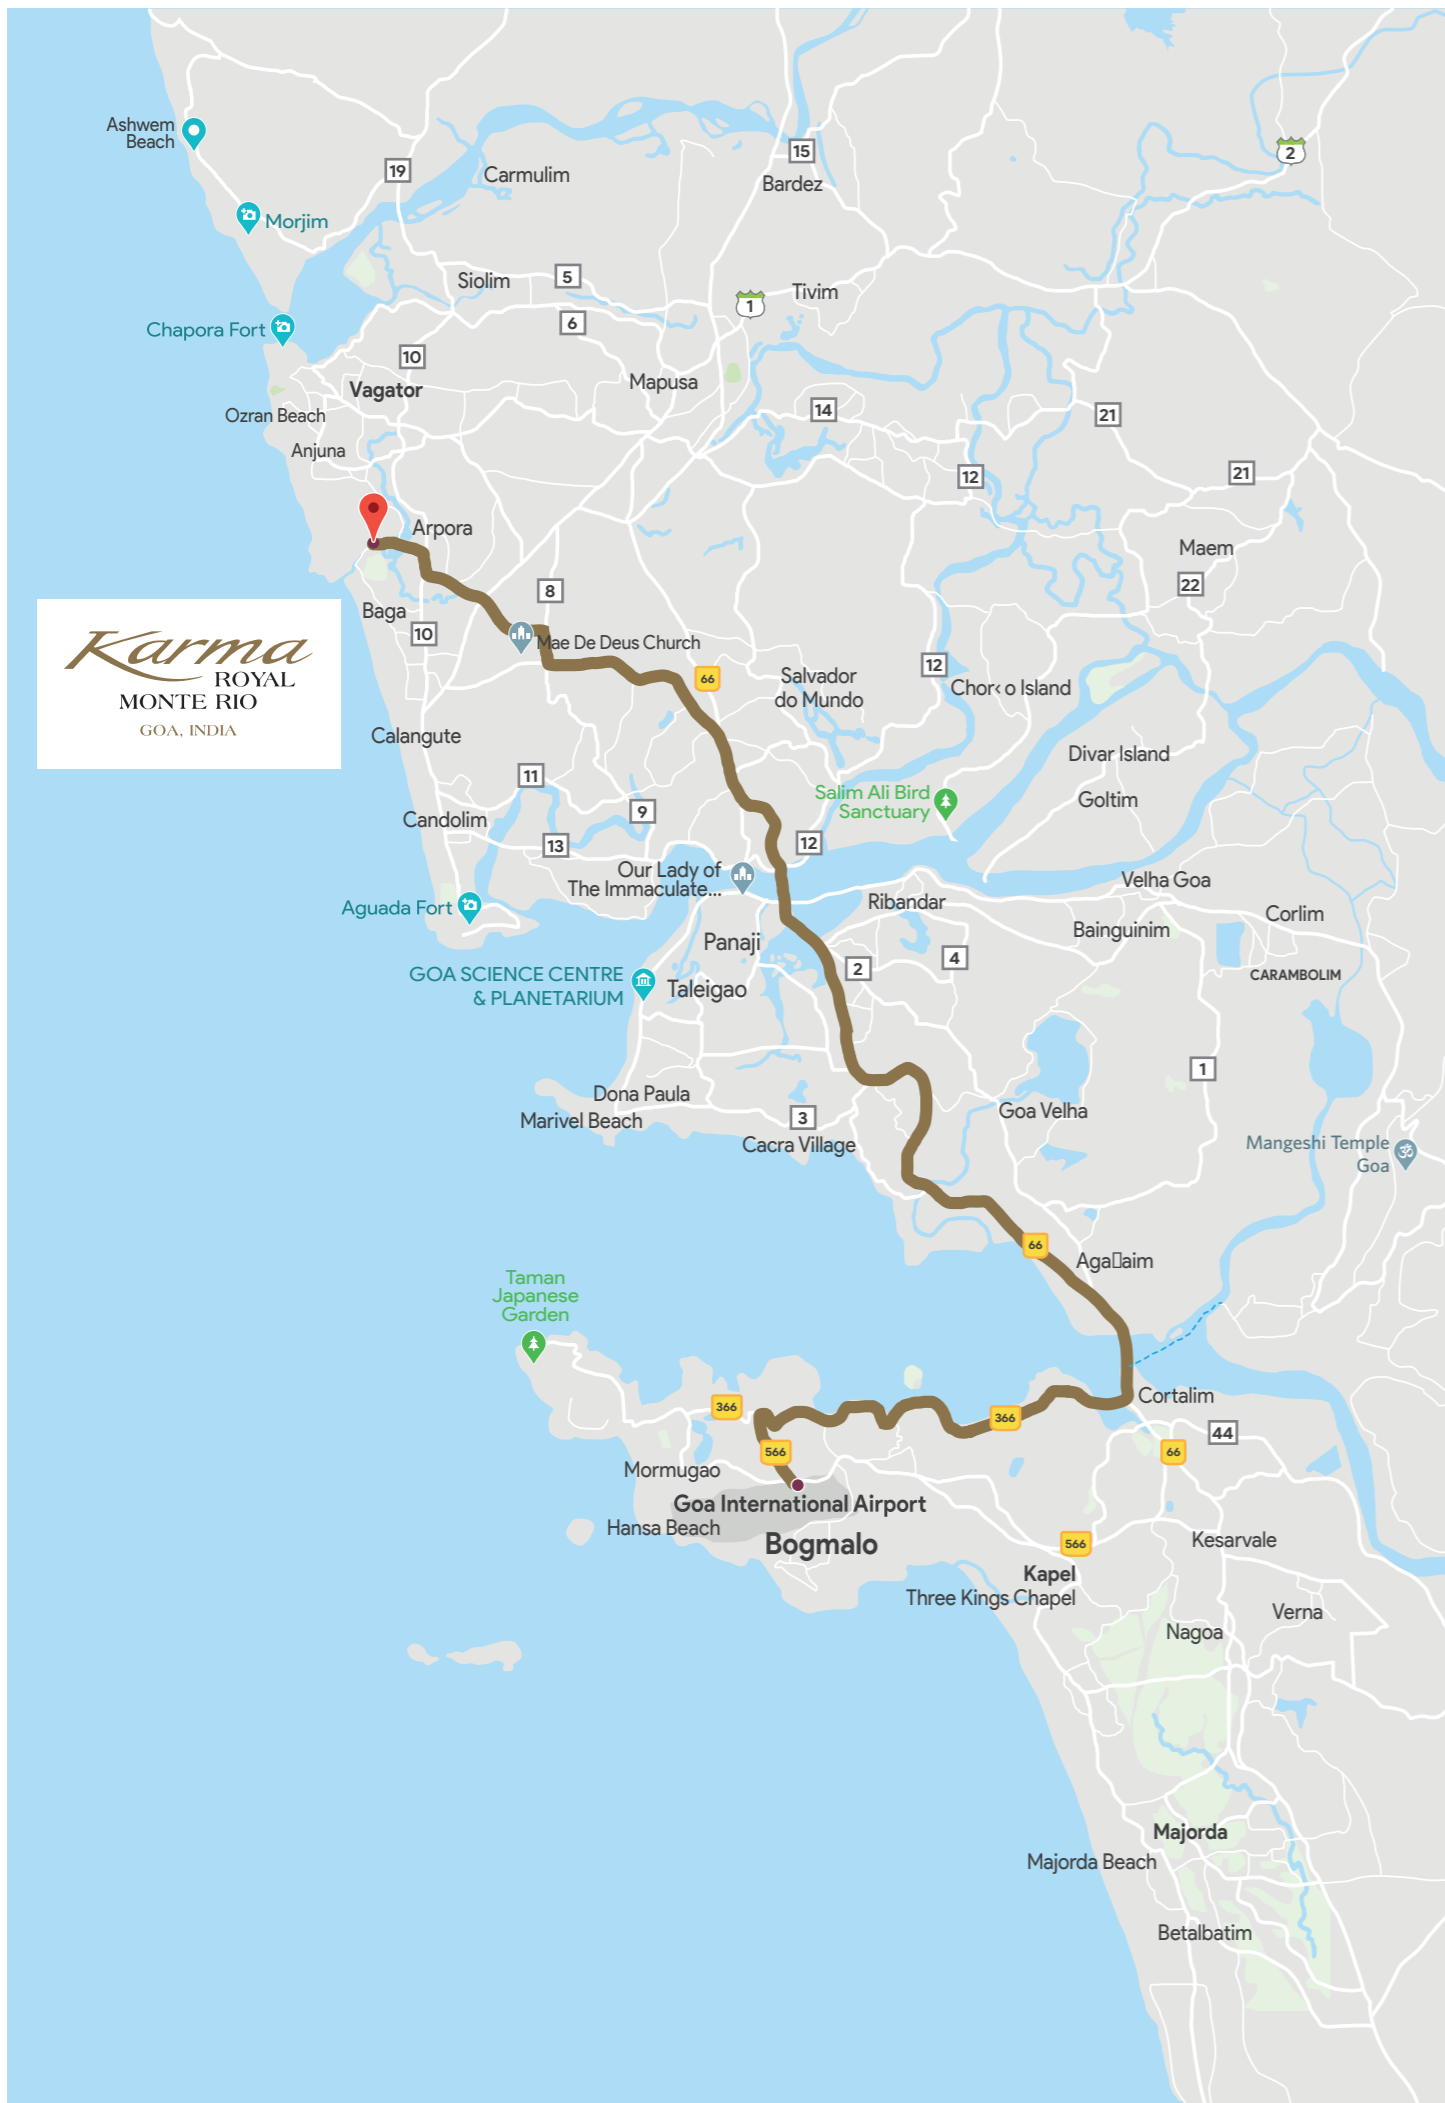 Ashwem
Beach
19
Carmulim
15
Bardez
2
Morjim
Siolim
5
Tivim
1
Chapora Fort
6
10
Vagator
Mapusa
14
21
Ozran Beach
Anjuna
12
21
Arpora
Maem
22
8
Baga
10
Mae De Deus Church
Karma
ROYAL
MONTE RIO
GOA, INDIA
66
Salvador
do Mundo
12
Chor‹ o Island
Calangute
Divar Island
11
Salim Ali Bird
Sanctuary
Goltim
9
Candolim
13
12
Our Lady of
The Immaculate...
Velha Goa
Aguada Fort
Ribandar
Corlim
Bainguinim
Panaji
4
2
GOA SCIENCE CENTRE
& PLANETARIUM
CARAMBOLIM
Taleigao
1
Dona Paula
Marivel Beach
3
Goa Velha
Cacra Village
Mangeshi Temple
Goa
66
Aga▯aim
Taman
Japanese
Garden
Cortalim
366
366
44
566
66
Mormugao
Goa International Airport
Hansa Beach
Bogmalo
566
Kesarvale
Kapel
Three Kings Chapel
Verna
Nagoa
Majorda
Majorda Beach
Betalbatim